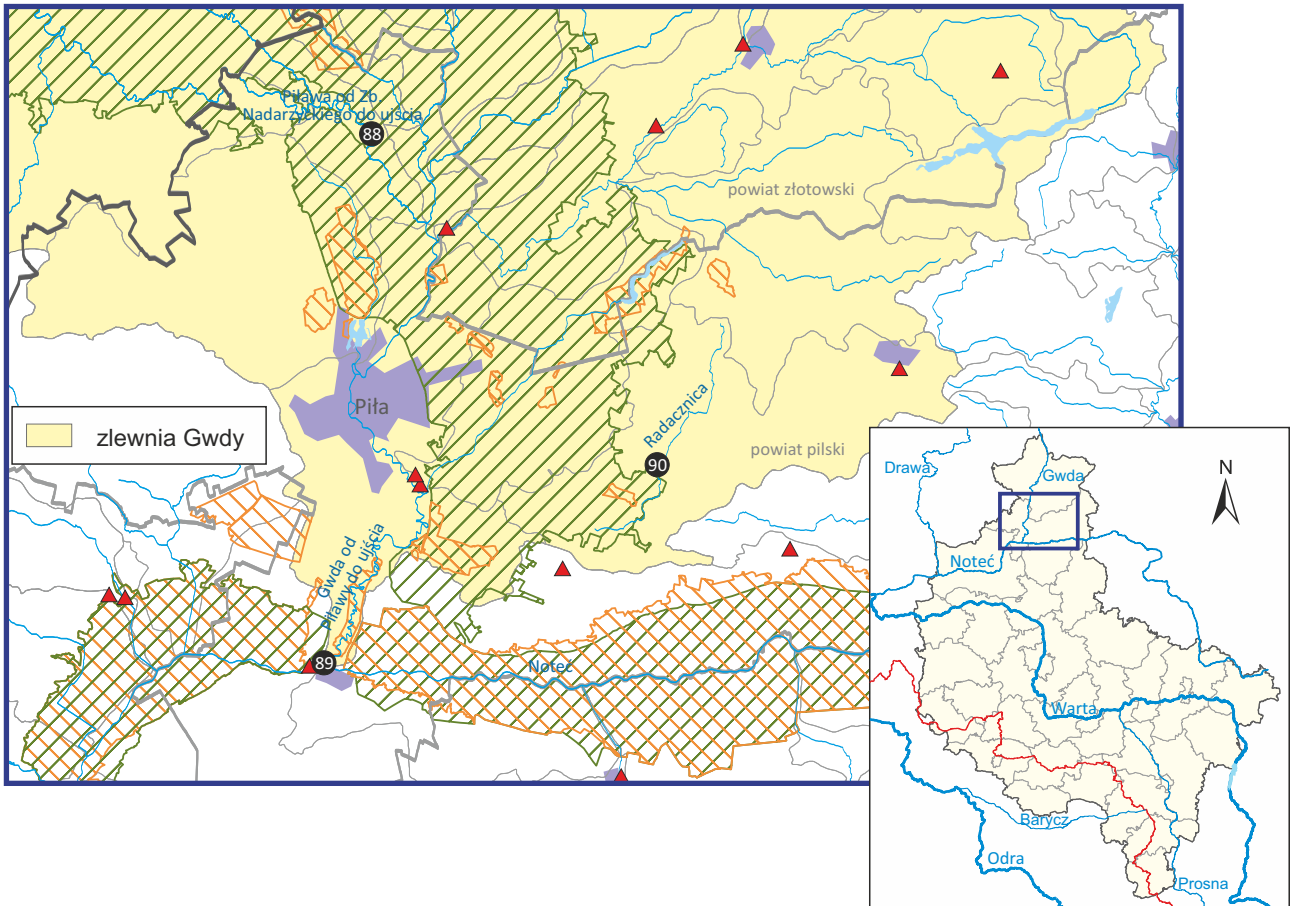 Piława od Zb.
Nadarzyckiego do ujścia
88
powiat złotowski
Piła
zlewnia Gwdy
Radacznica
powiat pilski
90
Gwda od
Piławy do ujścia
89
Noteć
Drawa
Gwda
N
Noteć
Warta
Barycz
Odra
Prosna